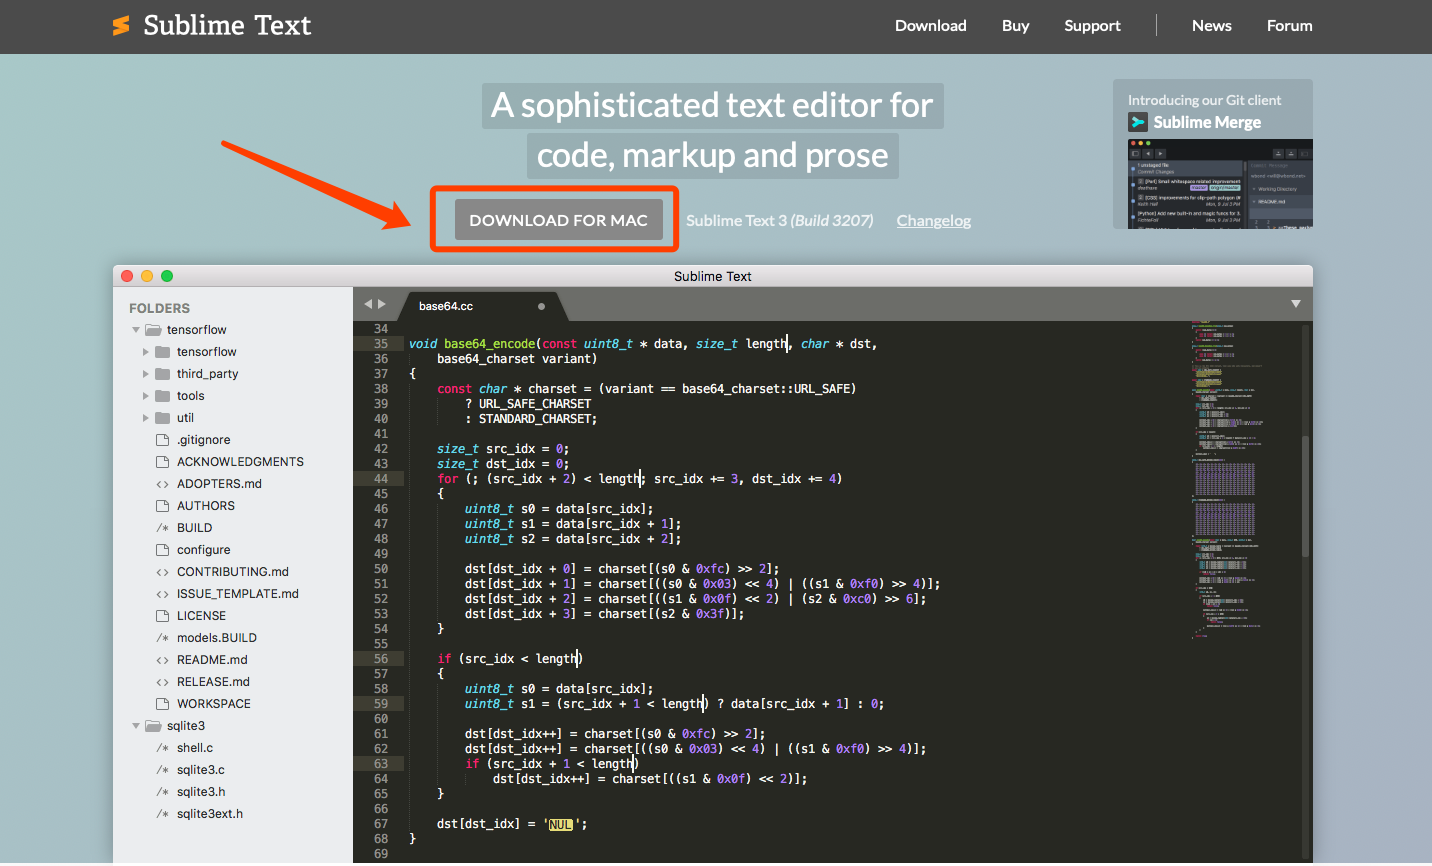 Sublime Text
Download Buy Support News Forum
A sophisticated text editor for
code, markup and prose
DOWNLOAD FOR MAC
Sublime Text 3 (Build 3207) Changelog
Introducing our Git client
Sublime Merge
1 unstaged file
Commit Changes
Working Directory
README.md
Sublime Text
FOLDERS
tensorflow
tensorflow
third_party
tools
util
.gitignore
ACKNOWLEDGMENTS
<> ADOPTERS.md
AUTHORS
/* BUILD
configure
<> CONTRIBUTING.md
<> ISSUE_TEMPLATE.md
LICENSE
/* models.BUILD
<> README.md
<> RELEASE.md
WORKSPACE
sqlite3
/* shell.c
/* sqlite3.c
/* sqlite3.h
/* sqlite3ext.h
base64.cc
34
35 void base64_encode(const uint8_t * data, size_t length, char * dst,
36     base64_charset variant)
37 {
38     const char * charset = (variant == base64_charset::URL_SAFE)
39         ? URL_SAFE_CHARSET
40         : STANDARD_CHARSET;
41
42     size_t src_idx = 0;
43     size_t dst_idx = 0;
44     for (; (src_idx + 2) < length; src_idx += 3, dst_idx += 4)
45     {
46         uint8_t s0 = data[src_idx];
47         uint8_t s1 = data[src_idx + 1];
48         uint8_t s2 = data[src_idx + 2];
49
50         dst[dst_idx + 0] = charset[(s0 & 0xfc) >> 2];
51         dst[dst_idx + 1] = charset[((s0 & 0x03) << 4) | ((s1 & 0xf0) >> 4)];
52         dst[dst_idx + 2] = charset[((s1 & 0x0f) << 2) | (s2 & 0xc0) >> 6];
53         dst[dst_idx + 3] = charset[(s2 & 0x3f)];
54     }
55
56     if (src_idx < length)
57     {
58         uint8_t s0 = data[src_idx];
59         uint8_t s1 = (src_idx + 1 < length) ? data[src_idx + 1] : 0;
60
61         dst[dst_idx++] = charset[(s0 & 0xfc) >> 2];
62         dst[dst_idx++] = charset[((s0 & 0x03) << 4) | ((s1 & 0xf0) >> 4)];
63         if (src_idx + 1 < length)
64             dst[dst_idx++] = charset[((s1 & 0x0f) << 2)];
65     }
66
67     dst[dst_idx] = 'NUL';
68 }
69